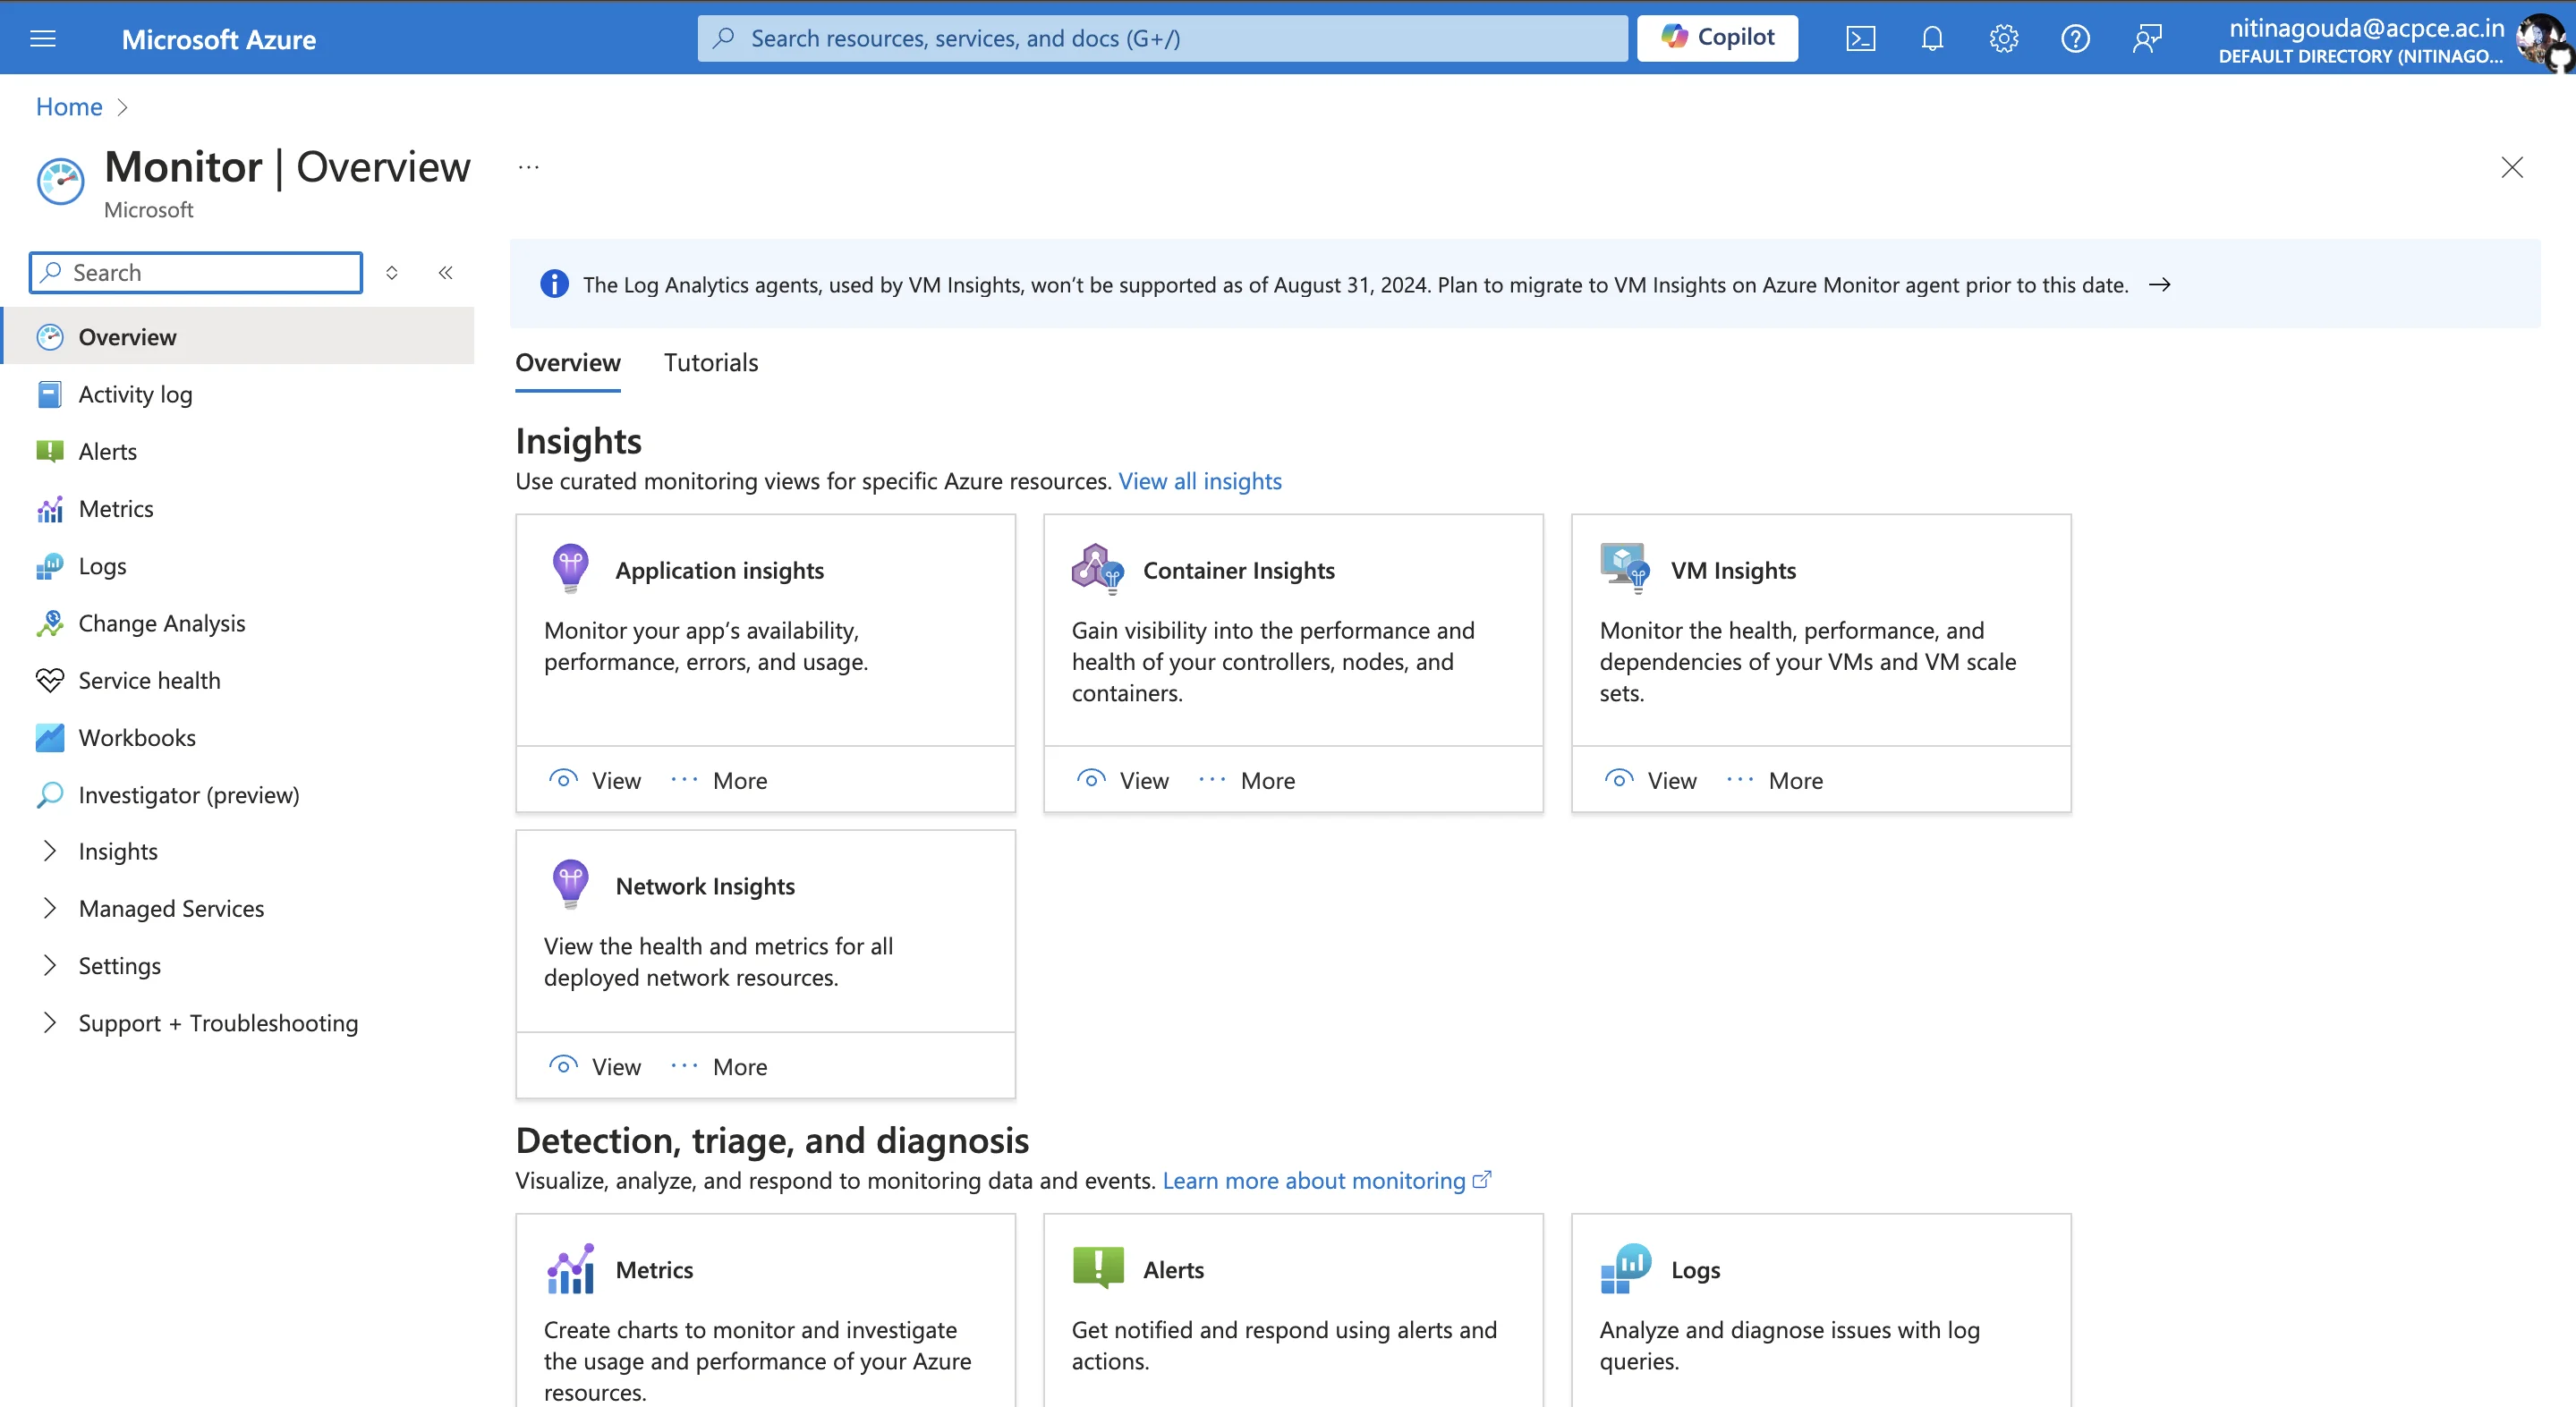 Microsoft Azure
Search resources, services, and docs (G+/)
Copilot
nitinagouda@acpce.ac.in
DEFAULT DIRECTORY (NITINAGO...
Home
Monitor | Overview
...
Microsoft
Search
Overview
Activity log
Alerts
Metrics
Logs
Change Analysis
Service health
Workbooks
Investigator (preview)
Insights
Managed Services
Settings
Support + Troubleshooting
The Log Analytics agents, used by VM Insights, won’t be supported as of August 31, 2024. Plan to migrate to VM Insights on Azure Monitor agent prior to this date. →
Overview
Tutorials
Insights
Use curated monitoring views for specific Azure resources. View all insights
Application insights
Monitor your app’s availability,
performance, errors, and usage.
View ... More
Container Insights
Gain visibility into the performance and
health of your controllers, nodes, and
containers.
View ... More
VM Insights
Monitor the health, performance, and
dependencies of your VMs and VM scale
sets.
View ... More
Network Insights
View the health and metrics for all
deployed network resources.
View ... More
Detection, triage, and diagnosis
Visualize, analyze, and respond to monitoring data and events. Learn more about monitoring
Metrics
Create charts to monitor and investigate
the usage and performance of your Azure
resources.
Alerts
Get notified and respond using alerts and
actions.
Logs
Analyze and diagnose issues with log
queries.